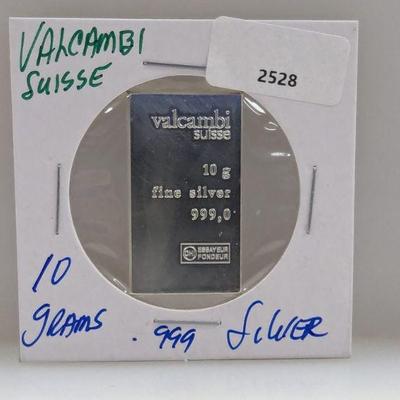 VALCAMBI
SUISSE
2528
valcambi
suisse
10 g
fine silver
999,0
ESSAYEUR
FONDEUR
10
GRAMS .999 SILVER